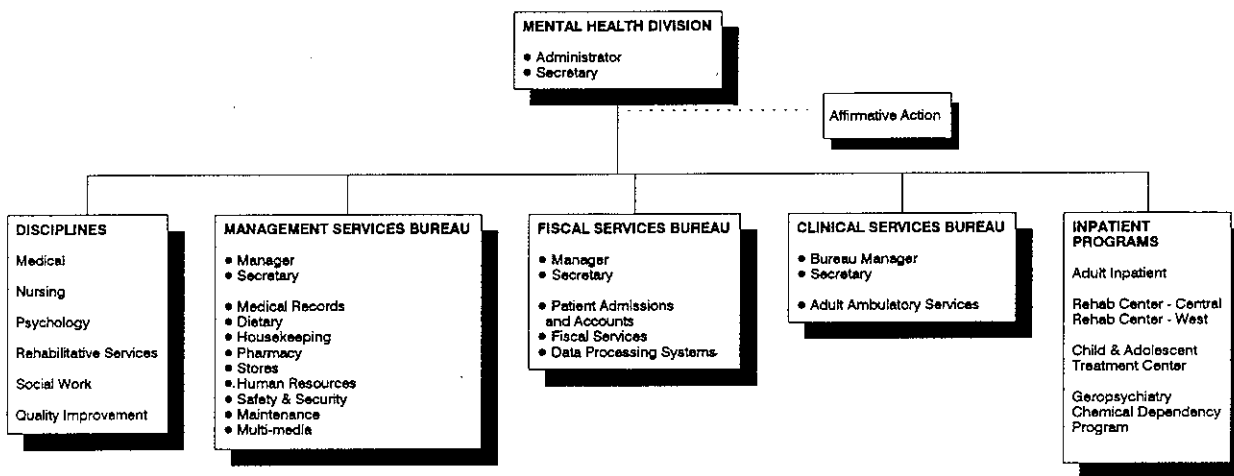 MENTAL HEALTH DIVISION
● Administrator
● Secretary
Affirmative Action
DISCIPLINES
Medical
Nursing
Psychology
Rehabilitative Services
Social Work
Quality Improvement
MANAGEMENT SERVICES BUREAU
● Manager
● Secretary
● Medical Records
● Dietary
● Housekeeping
● Pharmacy
● Stores
● Human Resources
● Safety & Security
● Maintenance
● Multi-media
FISCAL SERVICES BUREAU
● Manager
● Secretary
● Patient Admissions
and Accounts
● Fiscal Services
● Data Processing Systems
CLINICAL SERVICES BUREAU
● Bureau Manager
● Secretary
● Adult Ambulatory Services
INPATIENT
PROGRAMS
Adult Inpatient
Rehab Center - Central
Rehab Center - West
Child & Adolescent
Treatment Center
Geropsychiatry
Chemical Dependency
Program